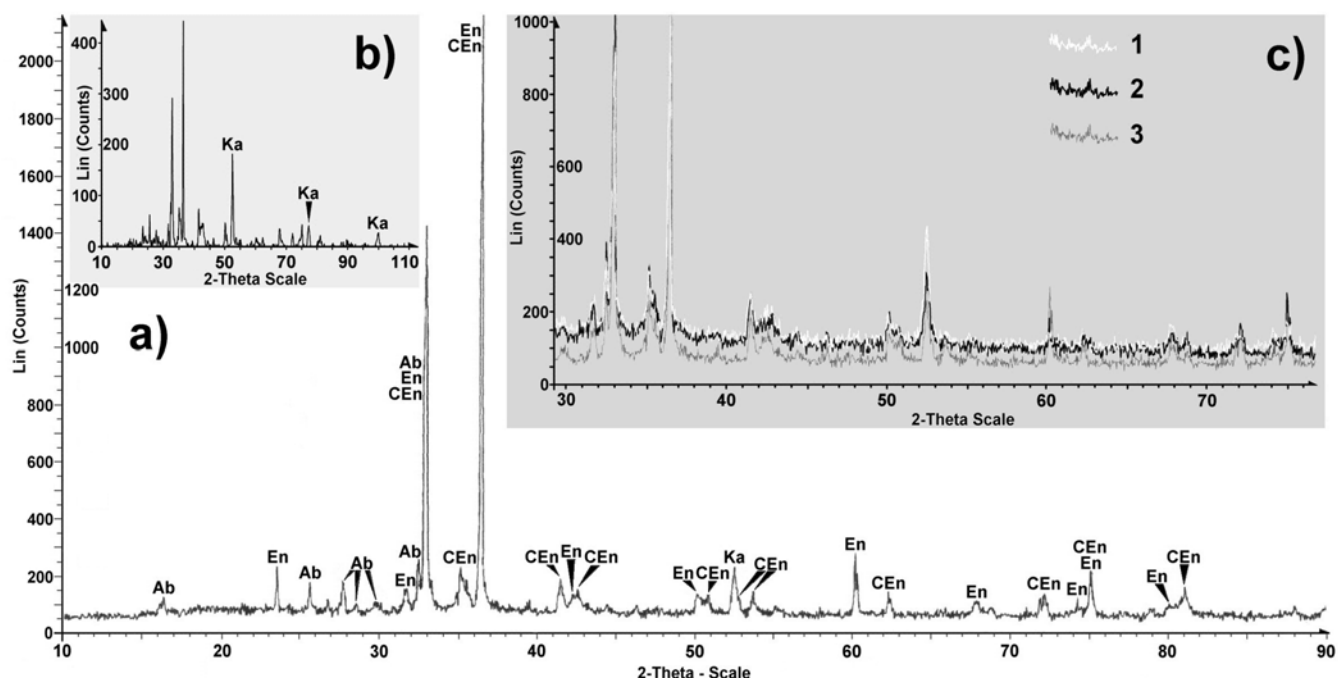 b)
Lin (Counts)
400
300
200
100
0
Ka
Ka
Ka
10 30 50 70 90 110
2-Theta Scale
c)
1
2
3
Lin (Counts)
1000
800
600
400
200
0
30 40 50 60 70
2-Theta Scale
a)
Lin (Counts)
2000
1800
1600
1400
1200
1000
800
600
400
200
0
En
CEn
Ab
En
CEn
Ab
En
Ab
Ab
En
Ab
CEn
CEn
En
CEn
En
CEn
Ka
CEn
En
CEn
En
CEn
En
CEn
En
En
CEn
10 20 30 40 50 60 70 80 90
2-Theta - Scale